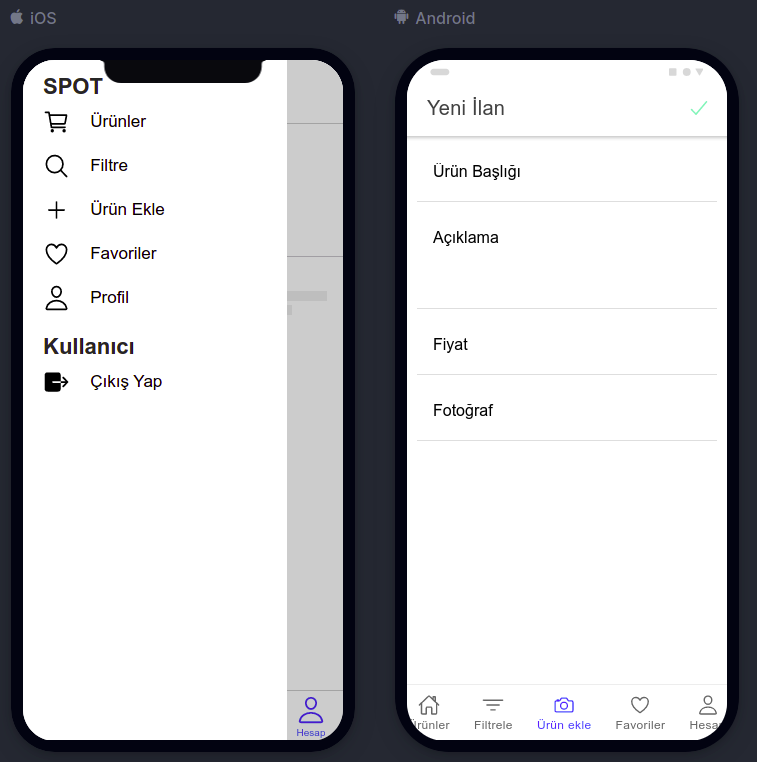 iOS
SPOT
Ürünler
Filtre
Ürün Ekle
Favoriler
Profil
Kullanıcı
Çıkış Yap
Hesap
Android
Yeni İlan
Ürün Başlığı
Açıklama
Fiyat
Fotoğraf
Ürünler Filtrele Ürün ekle Favoriler Hesap